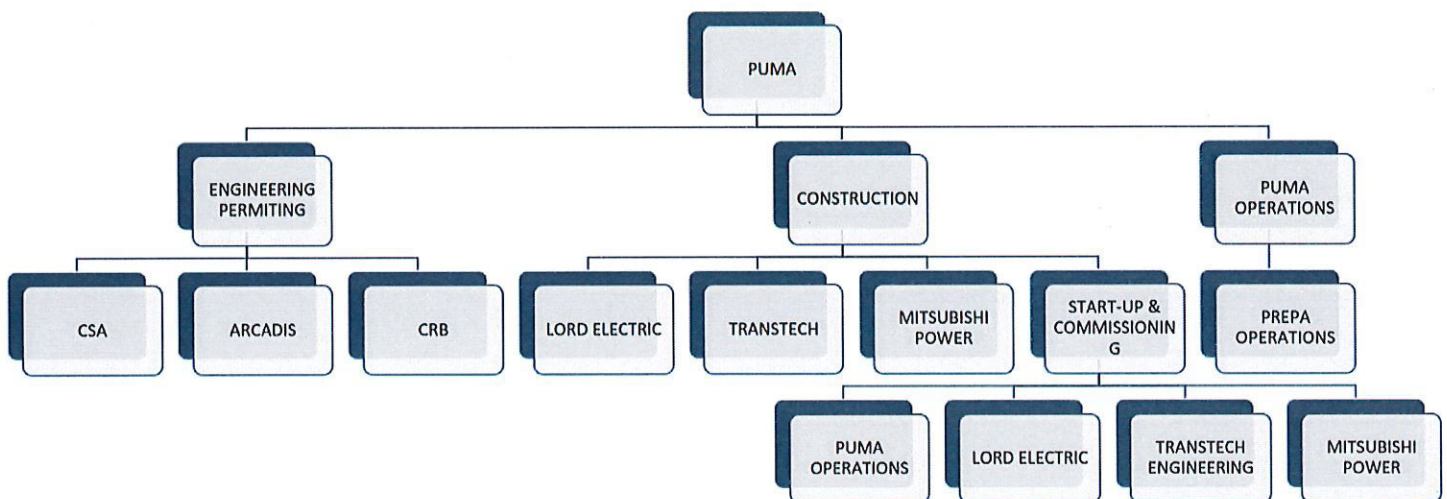 PUMA
ENGINEERING
PERMITING
CONSTRUCTION
PUMA
OPERATIONS
CSA
ARCADIS
CRB
LORD ELECTRIC
TRANSTECH
MITSUBISHI
POWER
START-UP &
COMMISSIONIN
G
PREPA
OPERATIONS
PUMA
OPERATIONS
LORD ELECTRIC
TRANSTECH
ENGINEERING
MITSUBISHI
POWER